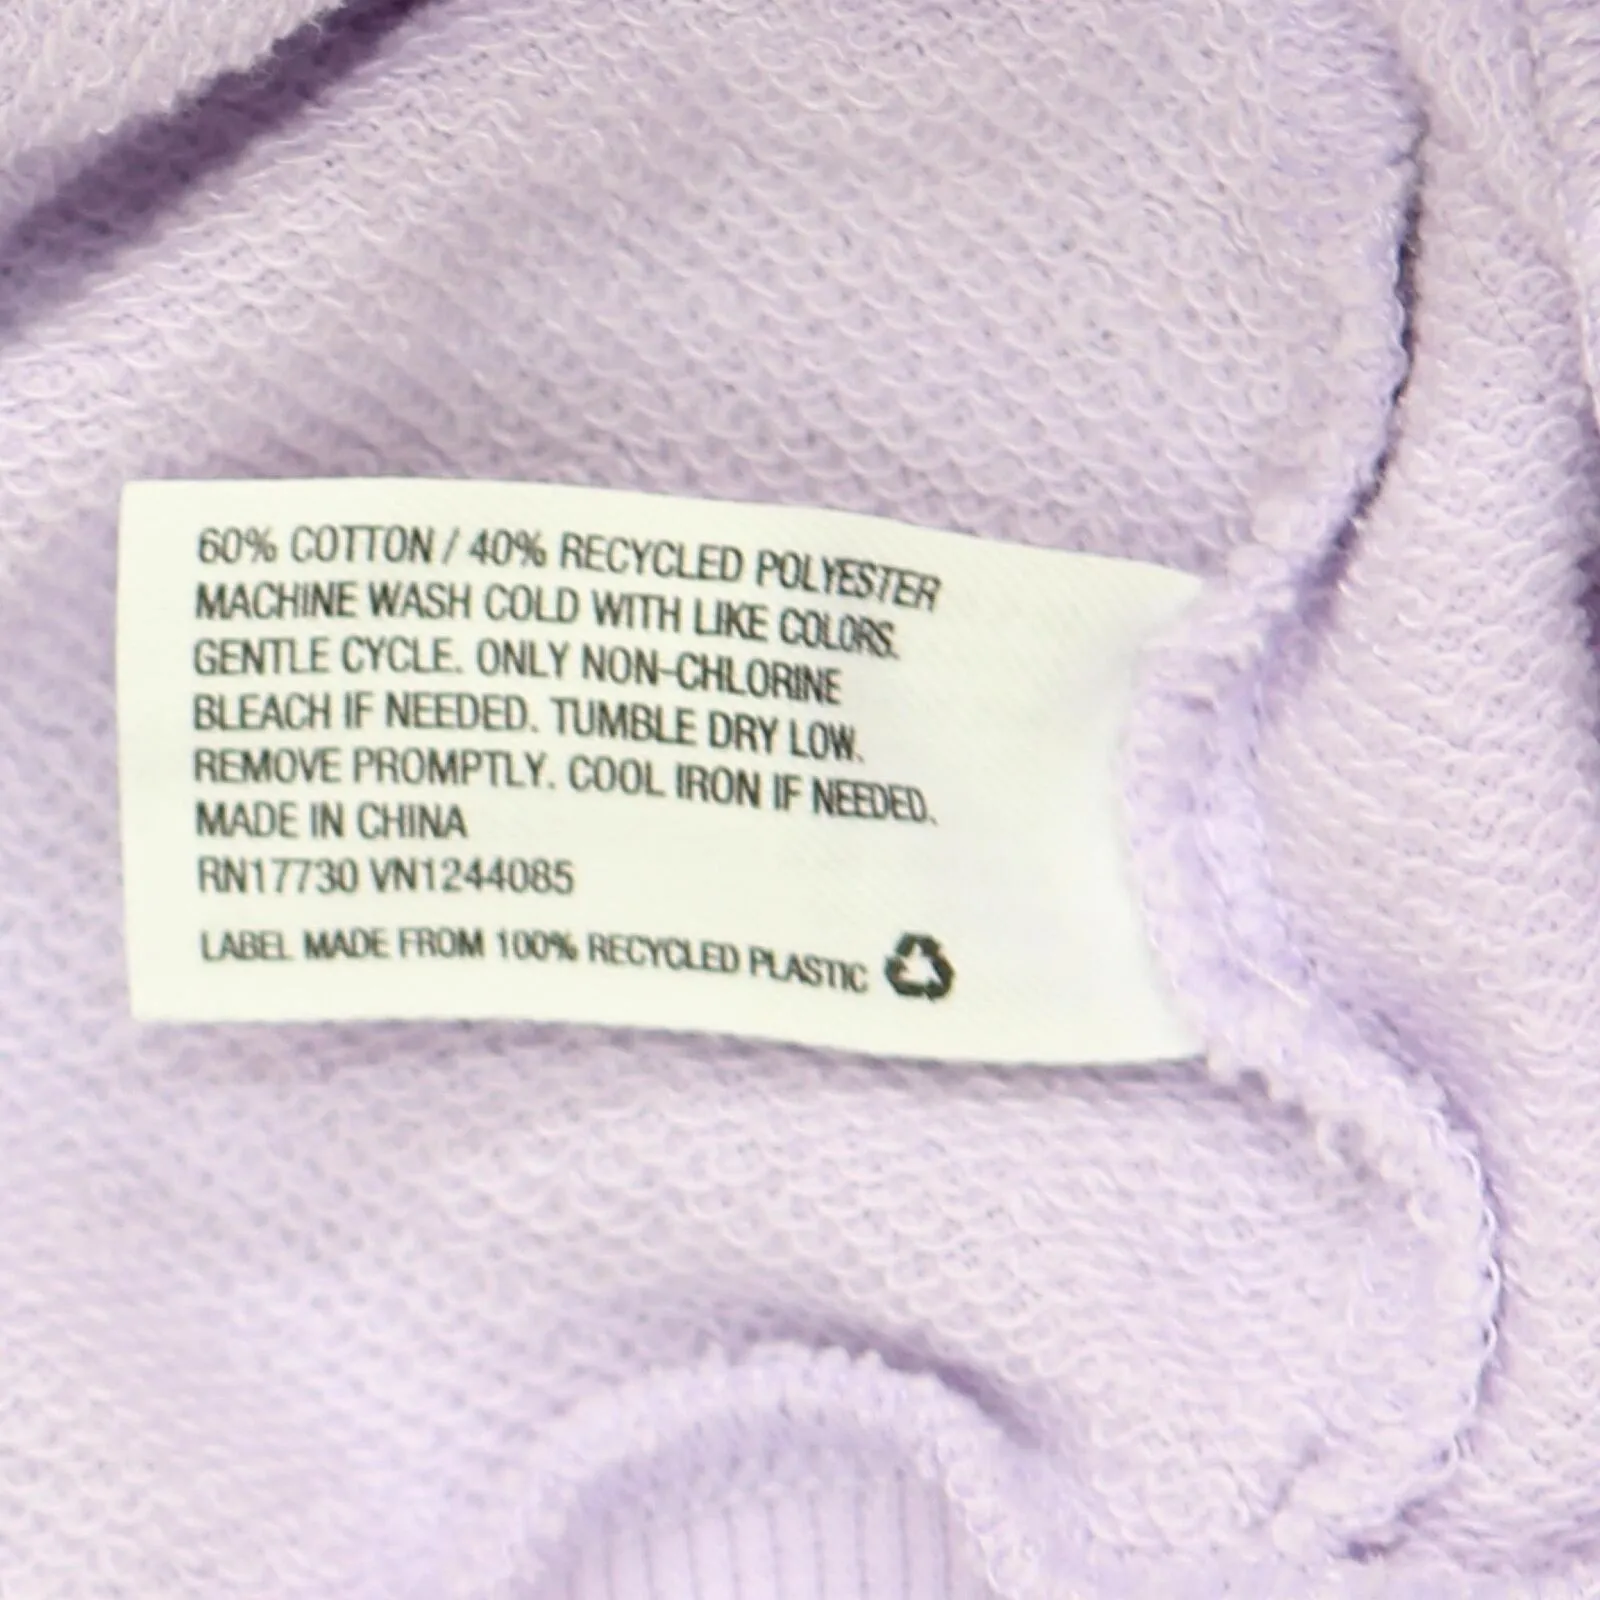 60% COTTON / 40% RECYCLED POLYESTER
MACHINE WASH COLD WITH LIKE COLORS.
GENTLE CYCLE. ONLY NON-CHLORINE
BLEACH IF NEEDED. TUMBLE DRY LOW.
REMOVE PROMPTLY. COOL IRON IF NEEDED.
MADE IN CHINA
RN17730 VN1244085
LABEL MADE FROM 100% RECYCLED PLASTIC